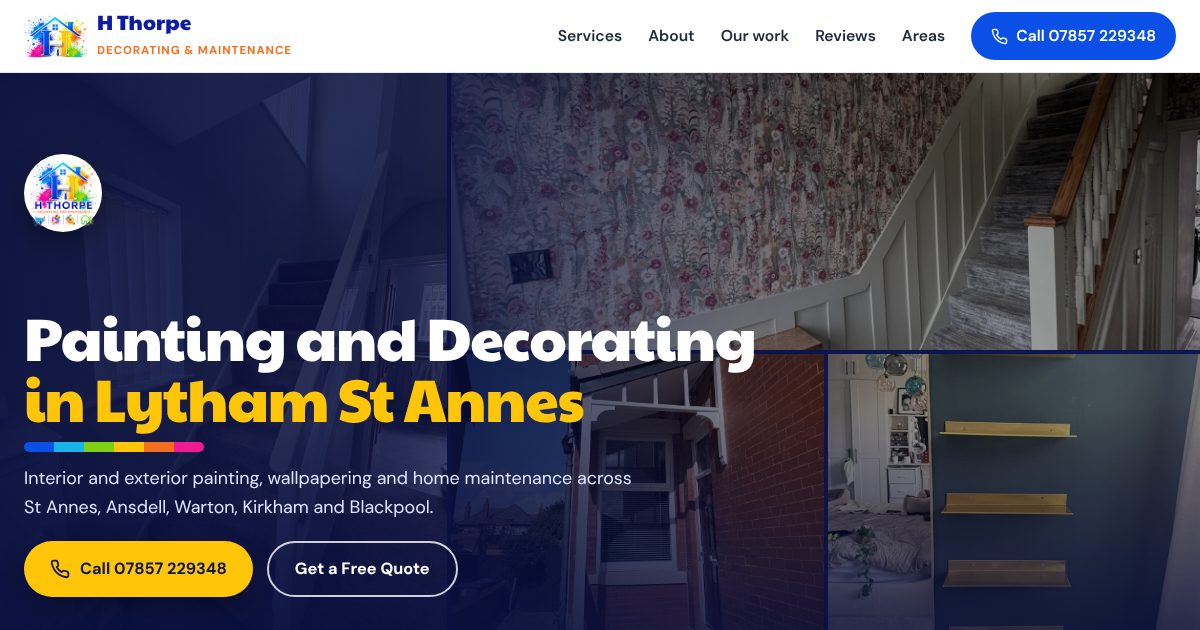 H Thorpe
DECORATING & MAINTENANCE
Services
About
Our work
Reviews
Areas
Call 07857 229348
H THORPE
Painting and Decorating
in Lytham St Annes
Interior and exterior painting, wallpapering and home maintenance across
St Annes, Ansdell, Warton, Kirkham and Blackpool.
Call 07857 229348
Get a Free Quote